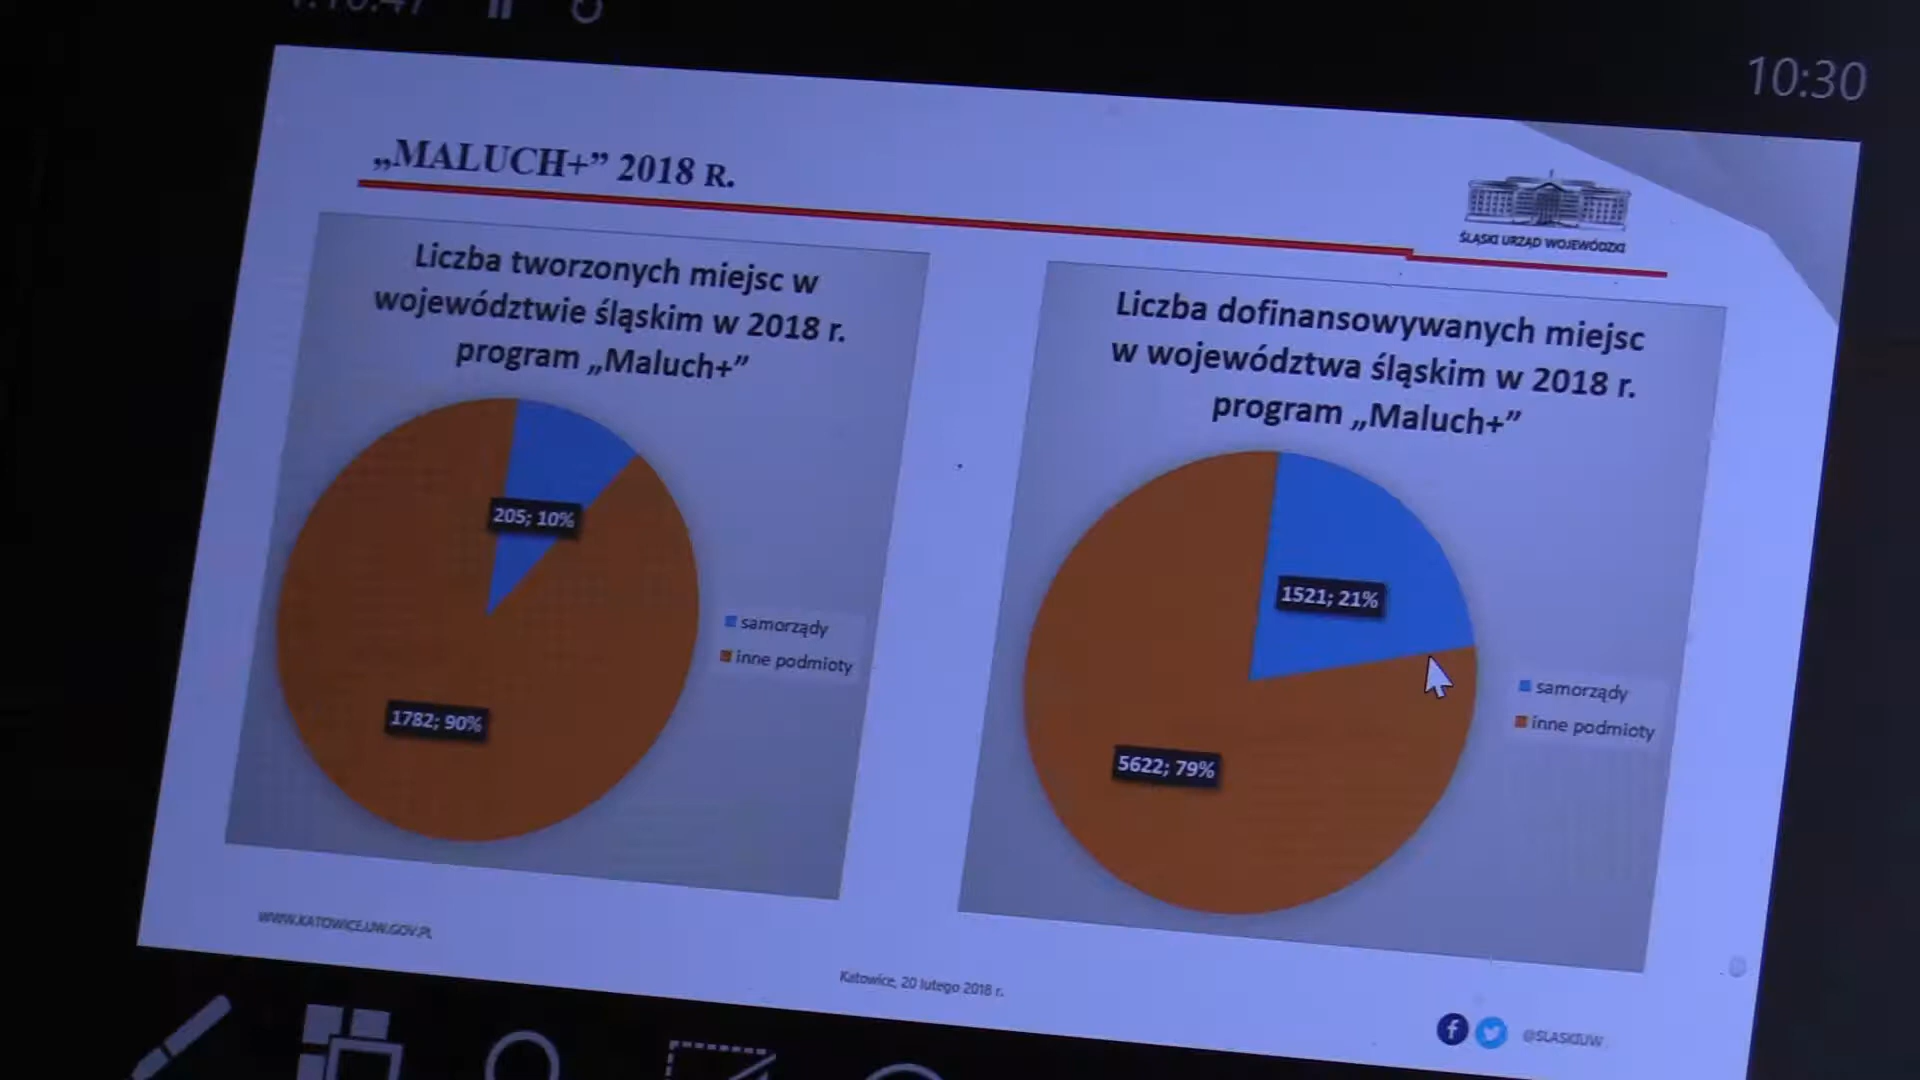 10:30
„MALUCH+” 2018 R.
ŚLĄSKI URZĄD WOJEWÓDZKI
Liczba tworzonych miejsc w
województwie śląskim w 2018 r.
program „Maluch+”
205; 10%
1782; 90%
samorządy
inne podmioty
Liczba dofinansowywanych miejsc
w województwa śląskim w 2018 r.
program „Maluch+”
1521; 21%
5622; 79%
samorządy
inne podmioty
WWW.KATOWICE.UW.GOV.PL
Katowice, 20 lutego 2018 r.
@SLASKIUW